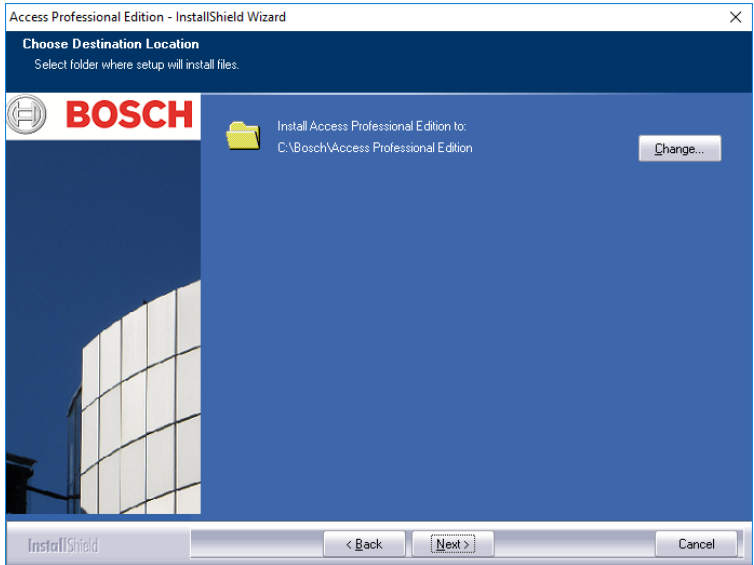 Access Professional Edition - InstallShield Wizard
Choose Destination Location
Select folder where setup will install files.
BOSCH
Install Access Professional Edition to:
C:\Bosch\Access Professional Edition
Change...
InstallShield
< Back
Next >
Cancel